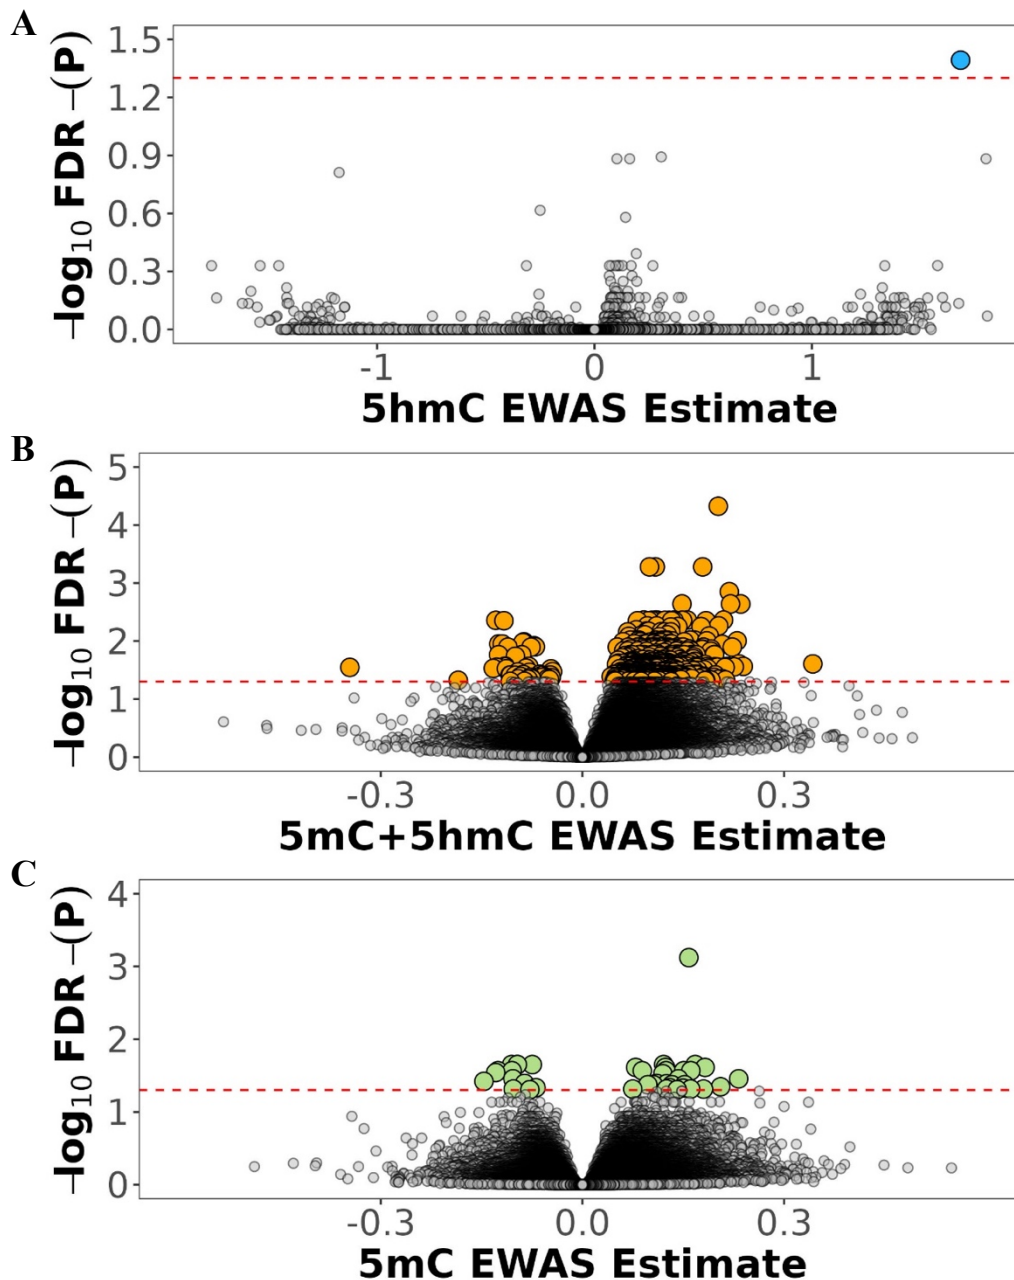 A
−log10 FDR −(P)
1.5
1.2
0.9
0.6
0.3
0.0
-1 0 1
5hmC EWAS Estimate
B
−log10 FDR −(P)
5
4
3
2
1
0
-0.3 0.0 0.3
5mC+5hmC EWAS Estimate
C
−log10 FDR −(P)
4
3
2
1
0
-0.3 0.0 0.3
5mC EWAS Estimate